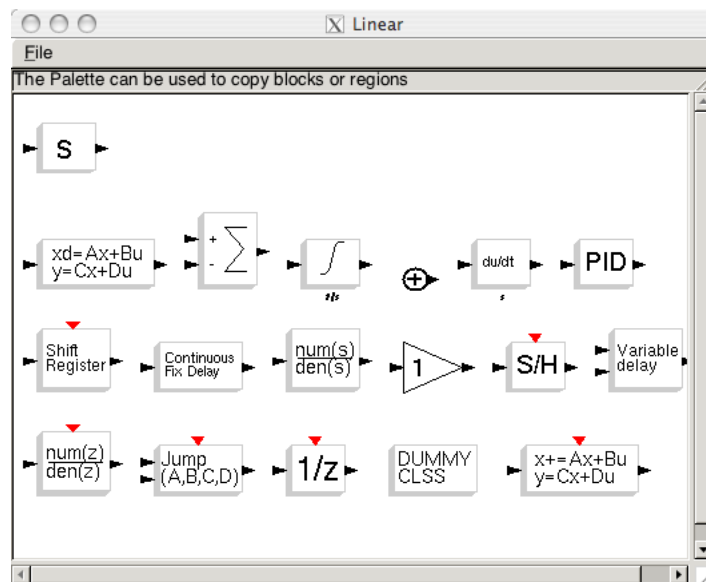 Linear
File
The Palette can be used to copy blocks or regions
S
xd=Ax+Bu
y=Cx+Du
+
-
1/s
+
du/dt
s
PID
Shift
Register
Continuous
Fix Delay
num(s)
den(s)
1
S/H
Variable
delay
num(z)
den(z)
Jump
(A,B,C,D)
1/z
DUMMY
CLSS
x+=Ax+Bu
y=Cx+Du